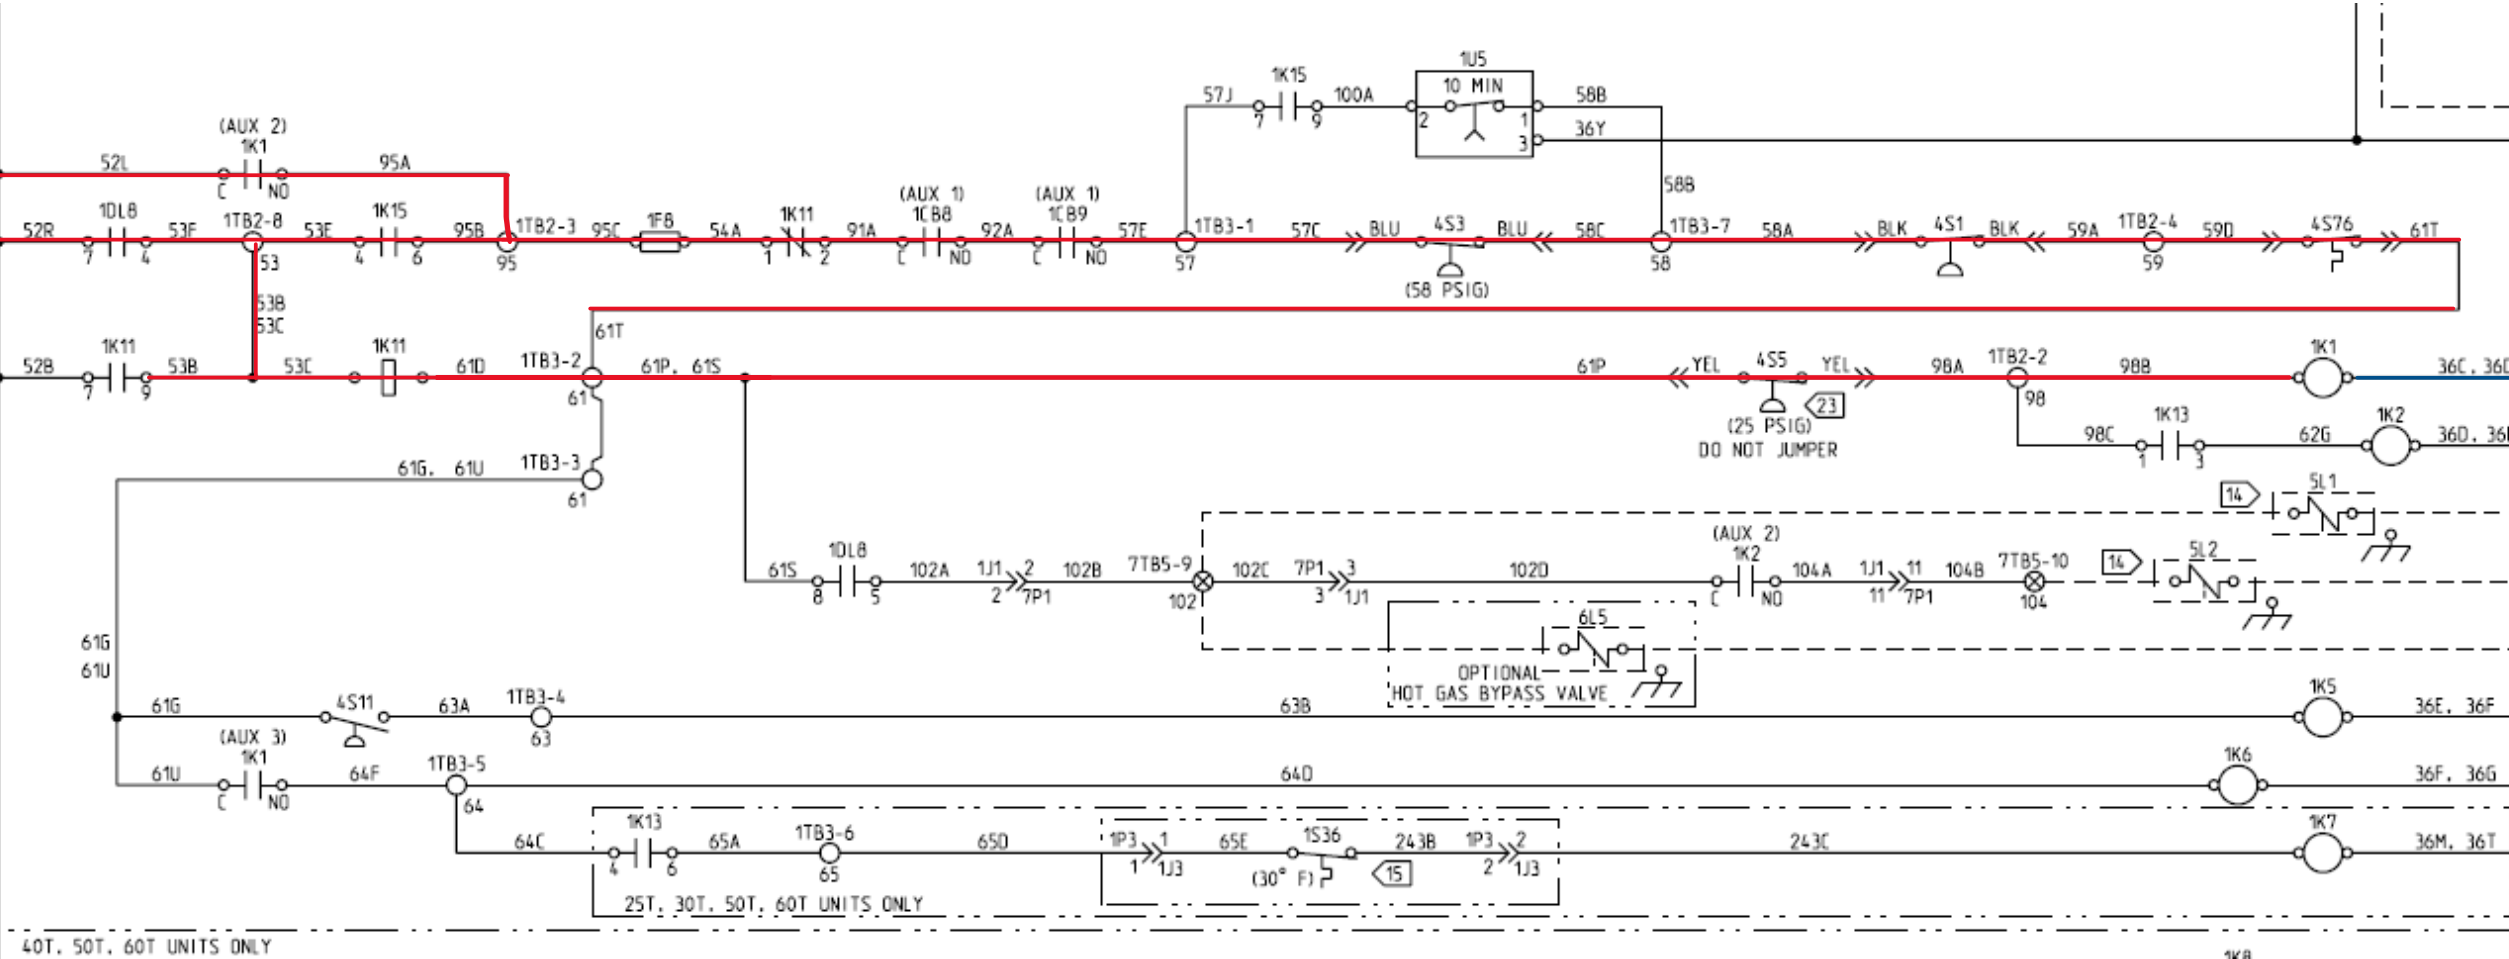 1U5
1K15
10 MIN
57J
100A
58B
7
9
2
1
3
36Y
(AUX 2)
1K1
52L
95A
C
NO
58B
(AUX 1)
(AUX 1)
52R
1DL8
53F
1TB2-8
53E
1K15
95B
1TB2-3
95C
1F8
54A
1K11
91A
1CB8
92A
1CB9
57E
1TB3-1
57C
BLU
4S3
BLU
58C
1TB3-7
58A
BLK
4S1
BLK
59A
1TB2-4
59D
4S76
61T
7
4
53
4
6
95
1
2
C
NO
C
NO
57
58
59
(58 PSIG)
53B
53C
61T
52B
1K11
53B
53C
1K11
61D
1TB3-2
61P, 61S
61P
YEL
4S5
YEL
98A
1TB2-2
98B
1K1
7
9
61
23
98
(25 PSIG)
DO NOT JUMPER
98C
1K13
62G
1K2
1
3
61G, 61U
1TB3-3
61
14
5L1
(AUX 2)
61S
1DL8
102A
1J1
2
102B
7TB5-9
102C
7P1
3
102D
1K2
104A
1J1
11
104B
7TB5-10
14
5L2
8
5
2
7P1
102
3
1J1
C
NO
11
7P1
104
6L5
61G
61U
OPTIONAL
HOT GAS BYPASS VALVE
61G
4S11
63A
1TB3-4
63B
1K5
36E, 36F
63
(AUX 3)
61U
1K1
64F
1TB3-5
64D
1K6
36F, 36G
C
NO
64
64C
1K13
65A
1TB3-6
65D
1P3
1
65E
1S36
243B
1P3
2
243C
1K7
36M, 36T
4
6
65
1
1J3
(30° F)
15
2
1J3
25T, 30T, 50T, 60T UNITS ONLY
40T, 50T, 60T UNITS ONLY